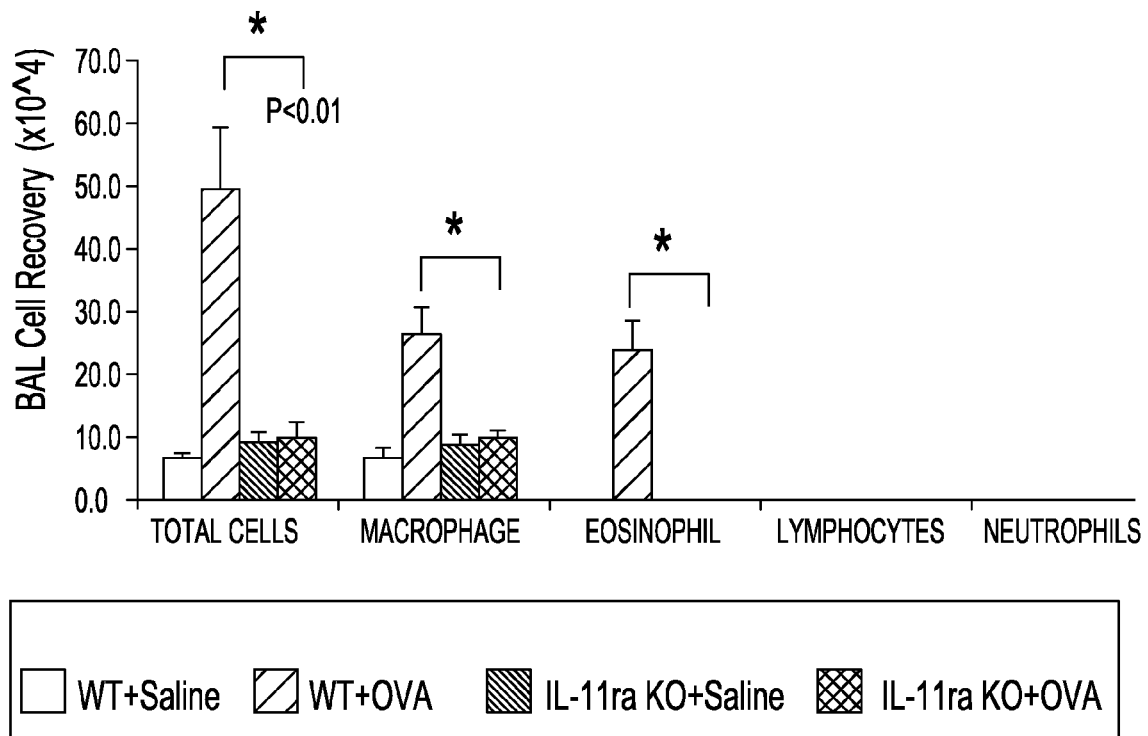 *
70.0
60.0
50.0
40.0
30.0
20.0
10.0
0.0
BAL Cell Recovery (x10^4)
P<0.01
*
*
TOTAL CELLS MACROPHAGE EOSINOPHIL LYMPHOCYTES NEUTROPHILS
WT+Saline WT+OVA IL-11ra KO+Saline IL-11ra KO+OVA